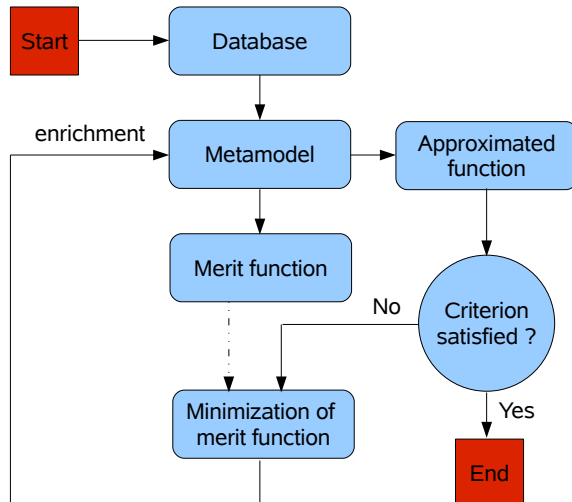 Start
Database
enrichment
Metamodel
Approximated
function
Merit function
No
Criterion
satisfied ?
Minimization of
merit function
Yes
End